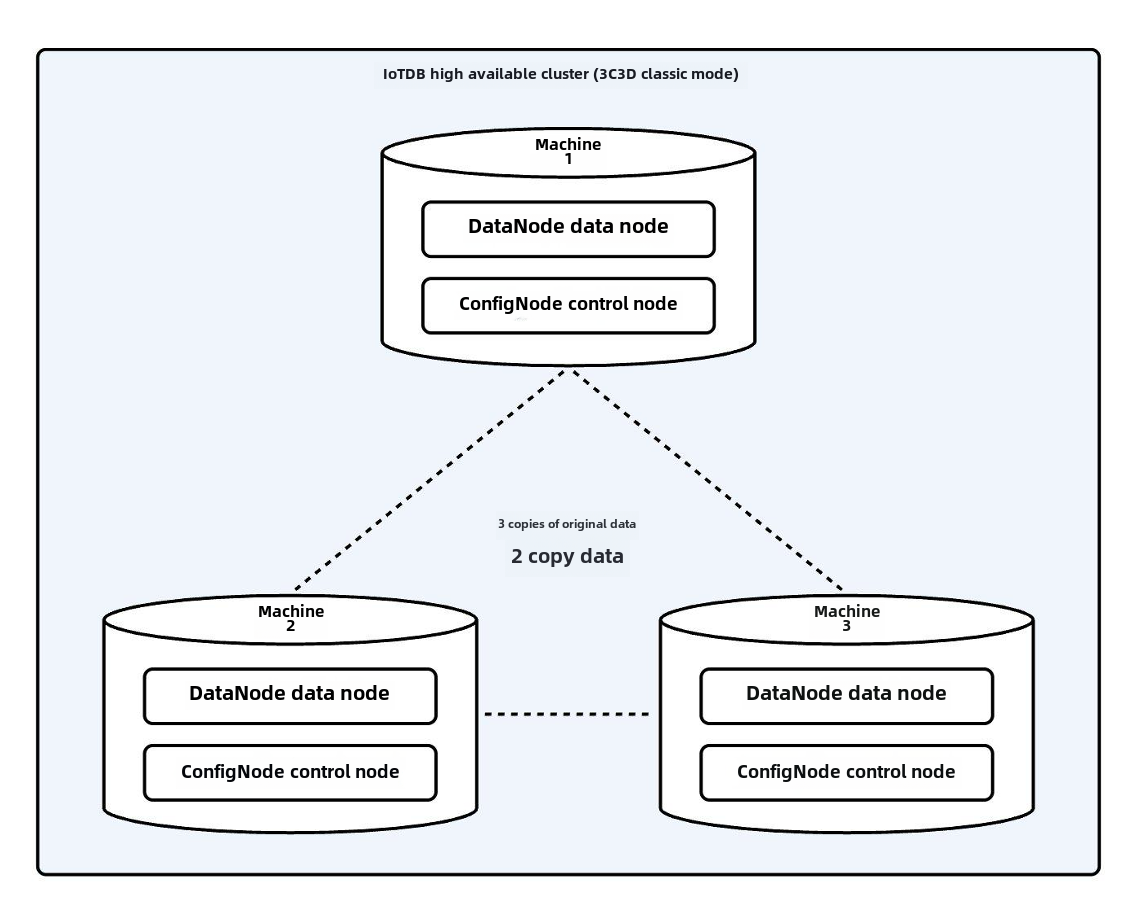 IoTDB high available cluster (3C3D classic mode)
Machine
1
DataNode data node
ConfigNode control node
3 copies of original data
2 copy data
Machine
2
DataNode data node
ConfigNode control node
Machine
3
DataNode data node
ConfigNode control node